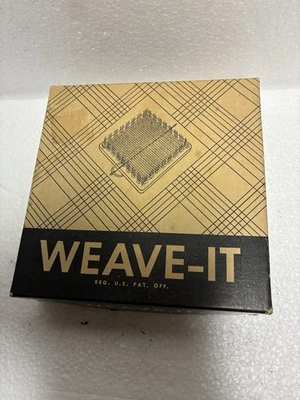 WEAVE-IT
REG. U.S. PAT. OFF.